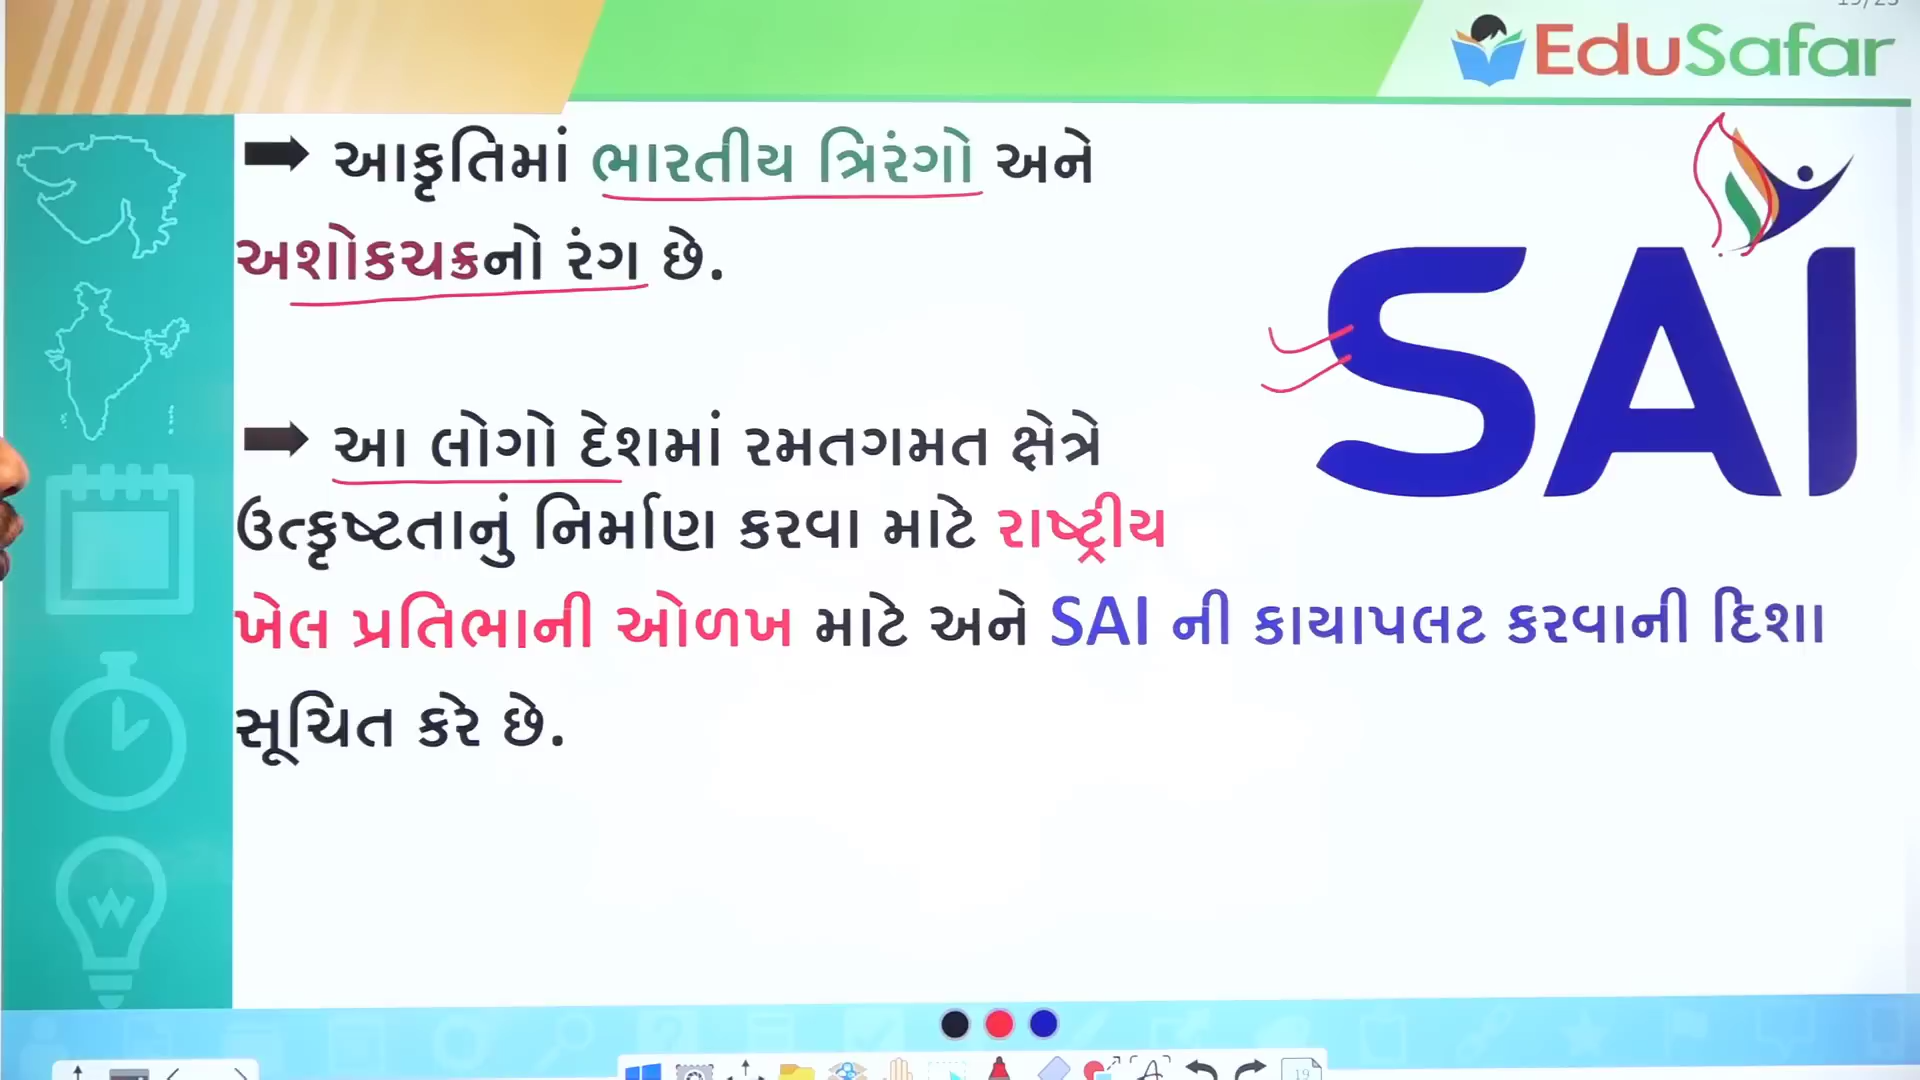 EduSafar
➡ આકૃતિમાં ભારતીય ત્રિરંગો અને
અશોકચક્રનો રંગ છે.
SAI
➡ આ લોગો દેશમાં રમતગમત ક્ષેત્રે
ઉત્કૃષ્ટતાનું નિર્માણ કરવા માટે રાષ્ટ્રીય
ખેલ પ્રતિભાની ઓળખ માટે અને SAI ની કાયાપલટ કરવાની દિશા
સૂચિત કરે છે.
19